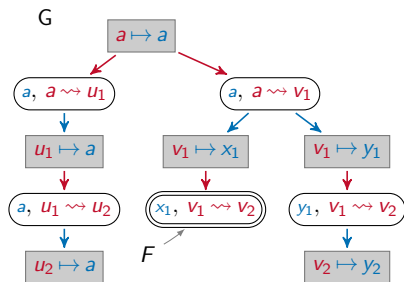 G
a ↦ a
a, a ⇝ u₁ a, a ⇝ v₁
u₁ ↦ a v₁ ↦ x₁ v₁ ↦ y₁
a, u₁ ⇝ u₂ x₁, v₁ ⇝ v₂ y₁, v₁ ⇝ v₂
F
u₂ ↦ a v₂ ↦ y₂